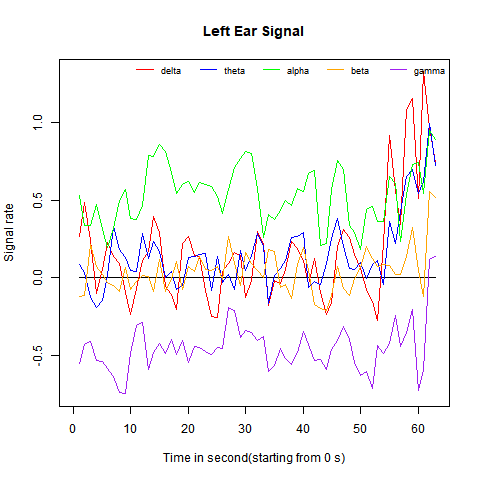 Left Ear Signal
delta theta alpha beta gamma
Signal rate
1.0
0.5
0.0
-0.5
0 10 20 30 40 50 60
Time in second(starting from 0 s)